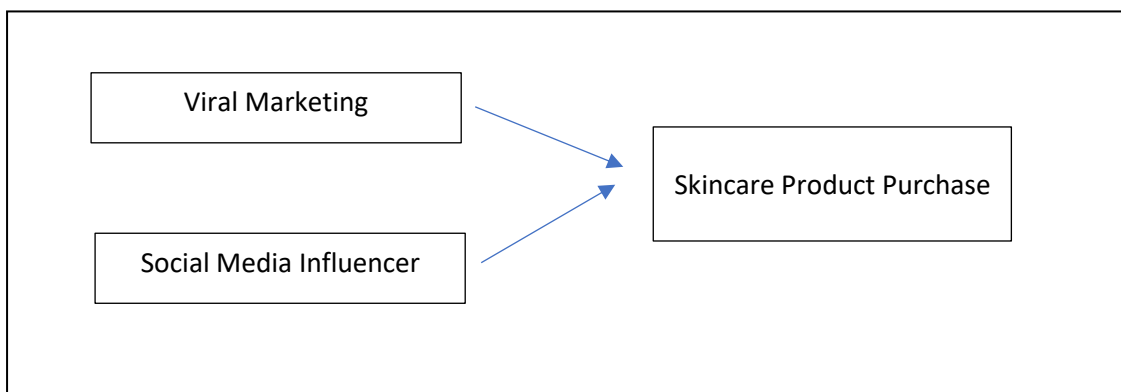 Viral Marketing
Skincare Product Purchase
Social Media Influencer